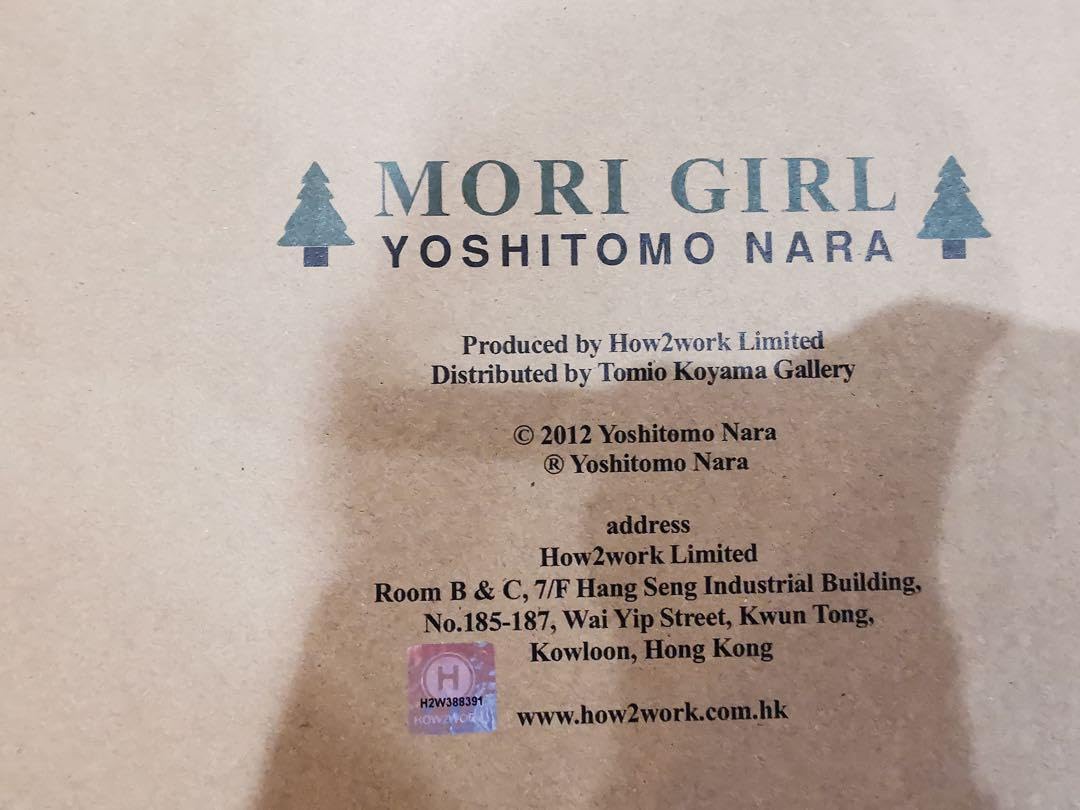 MORI GIRL
YOSHITOMO NARA
Produced by How2work Limited
Distributed by Tomio Koyama Gallery
© 2012 Yoshitomo Nara
® Yoshitomo Nara
address
How2work Limited
Room B & C, 7/F Hang Seng Industrial Building,
No.185-187, Wai Yip Street, Kwun Tong,
Kowloon, Hong Kong
H
H2W388391
www.how2work.com.hk